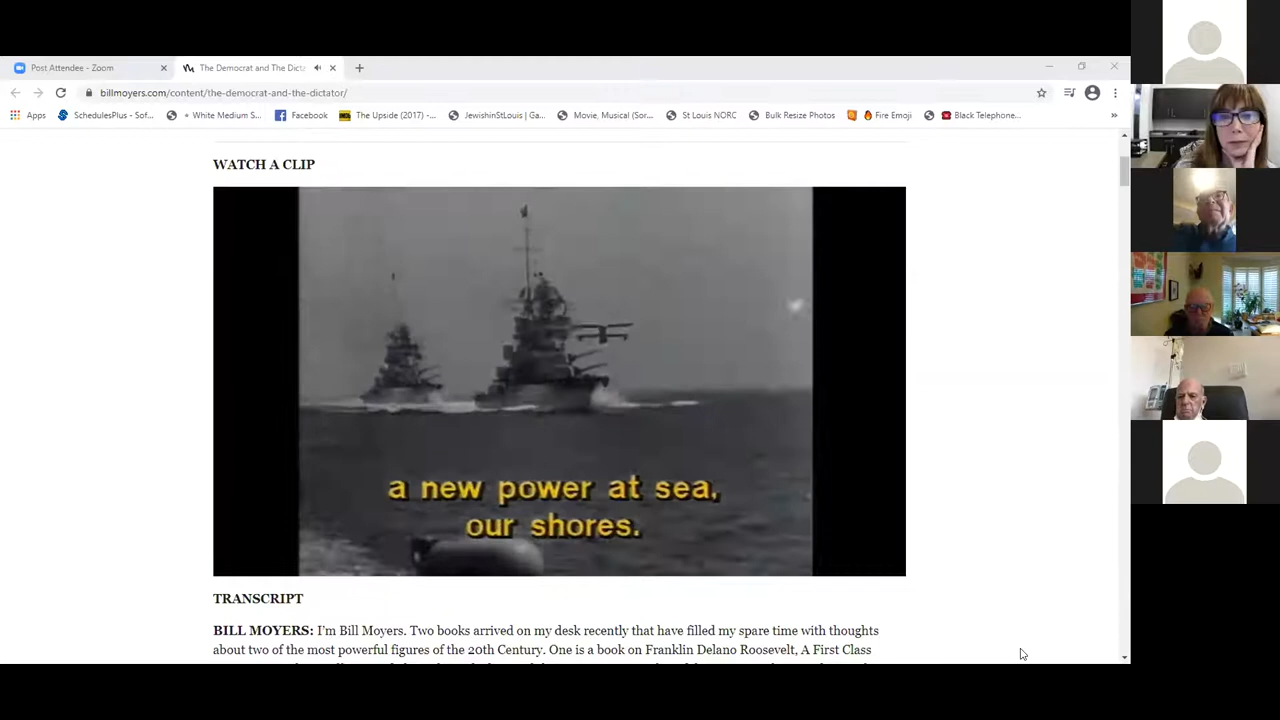 Post Attendee - Zoom
The Democrat and The Dicta
billmoyers.com/content/the-democrat-and-the-dictator/
Apps
SchedulesPlus - Sof...
+ White Medium S...
Facebook
The Upside (2017) -...
JewishinStLouis | Ga...
Movie, Musical (Sor...
St Louis NORC
Bulk Resize Photos
Fire Emoji
Black Telephone...
WATCH A CLIP
a new power at sea,
our shores.
TRANSCRIPT
BILL MOYERS: I'm Bill Moyers. Two books arrived on my desk recently that have filled my spare time with thoughts
about two of the most powerful figures of the 20th Century. One is a book on Franklin Delano Roosevelt, A First Class